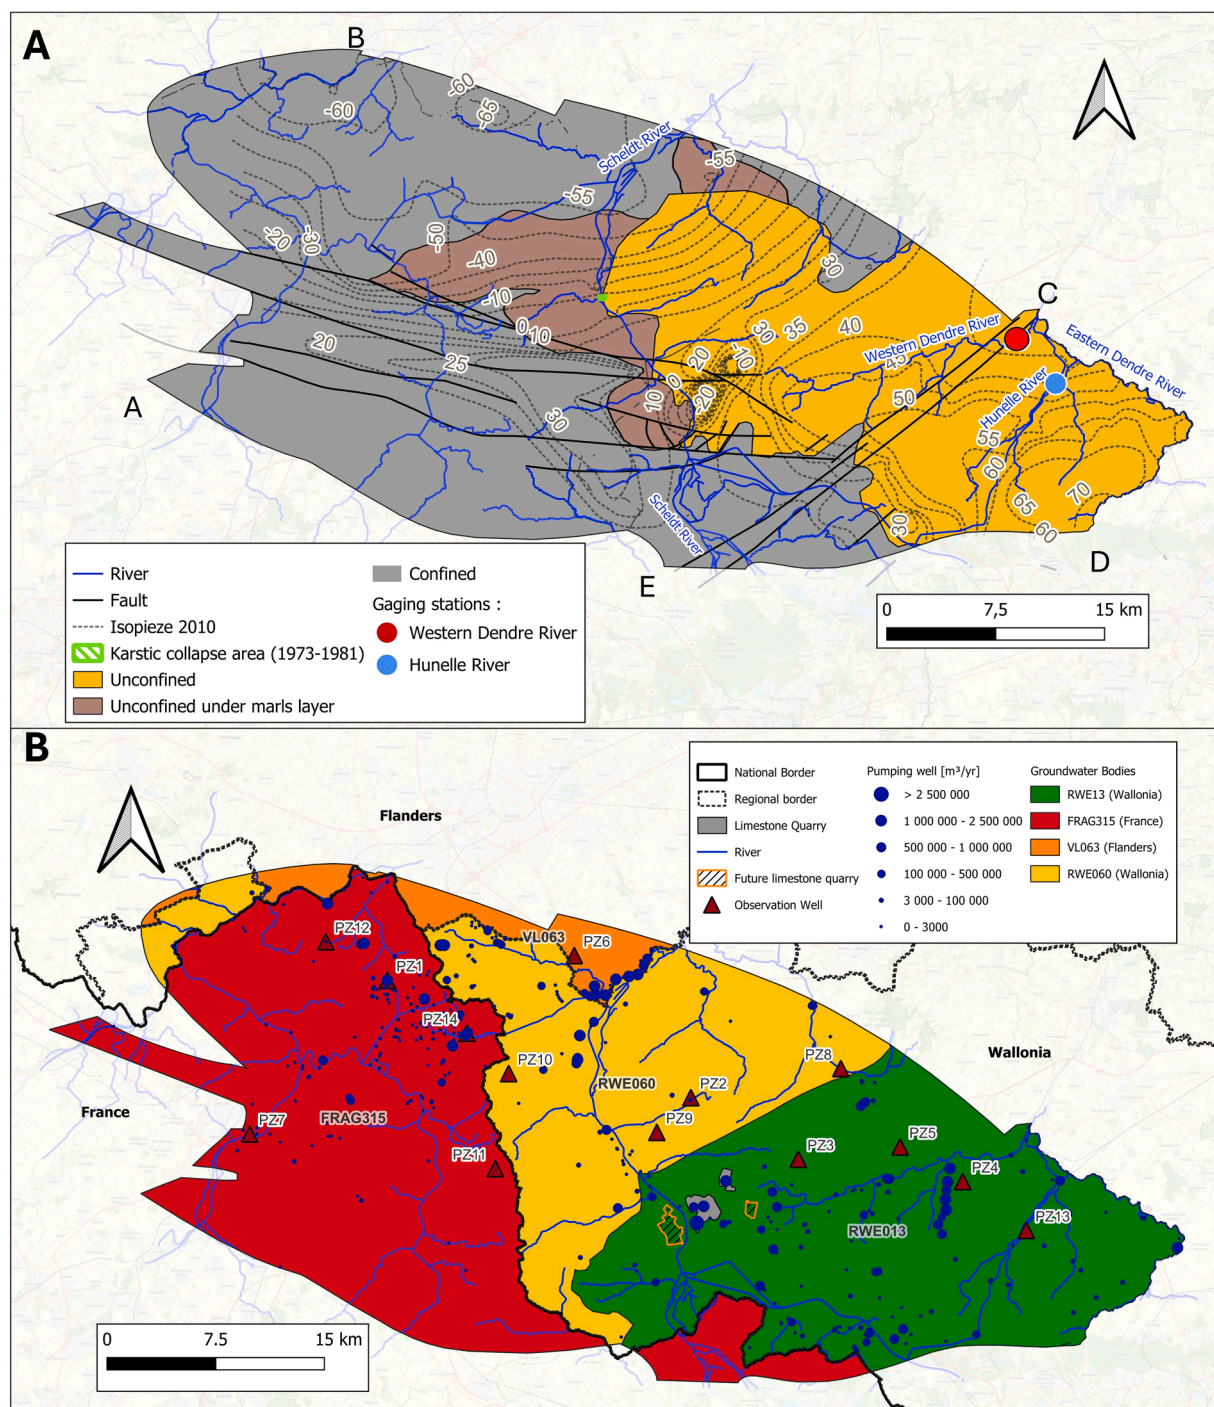 A
B
-60
-60
-65
Scheldt River
-55
-55
-20
-30
-50
-40
30
-10
0
10
30
35
40
C
20
25
20
-10
45
Western Dendre River
Eastern Dendre River
0
10
-20
50
Hunelle River
A
30
55
60
65
70
60
30
Scheldt River
E
D
River
Fault
Isopieze 2010
Karstic collapse area (1973-1981)
Unconfined
Unconfined under marls layer
Confined
Gaging stations :
Western Dendre River
Hunelle River
0 7,5 15 km
B
National Border
Regional border
Limestone Quarry
River
Future limestone quarry
Observation Well
Pumping well [m³/yr]
> 2 500 000
1 000 000 - 2 500 000
500 000 - 1 000 000
100 000 - 500 000
3 000 - 100 000
0 - 3000
Groundwater Bodies
RWE13 (Wallonia)
FRAG315 (France)
VL063 (Flanders)
RWE060 (Wallonia)
Flanders
PZ12
VL063
PZ6
PZ1
PZ14
PZ10
RWE060
PZ8
Wallonia
PZ2
France
PZ7
FRAG315
PZ9
PZ11
PZ3
PZ5
PZ4
RWE013
PZ13
0 7.5 15 km